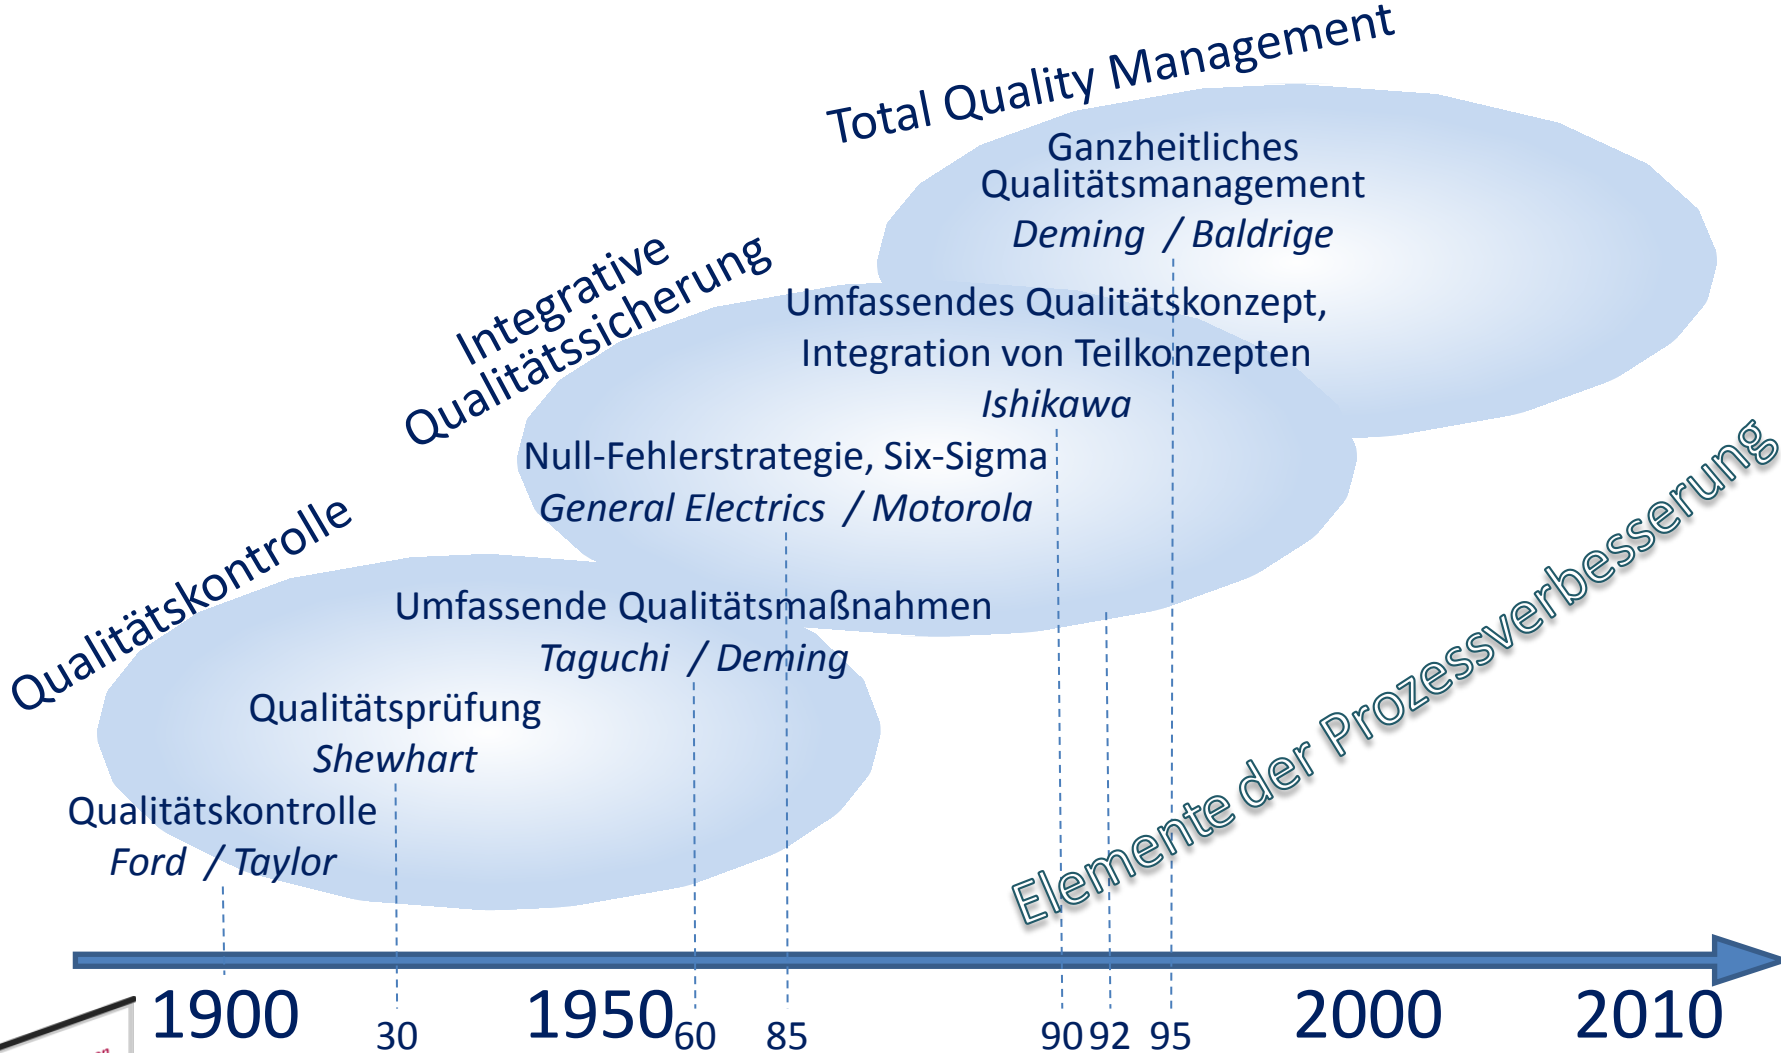 Total Quality Management
Ganzheitliches
Qualitätsmanagement
Deming / Baldrige
Integrative
Qualitätssicherung
Umfassendes Qualitätskonzept,
Integration von Teilkonzepten
Ishikawa
Null-Fehlerstrategie, Six-Sigma
General Electrics / Motorola
Qualitätskontrolle
Umfassende Qualitätsmaßnahmen
Taguchi / Deming
Qualitätsprüfung
Shewhart
Qualitätskontrolle
Ford / Taylor
Elemente der Prozessverbesserung
1900 30 1950 60 85 90 92 95 2000 2010